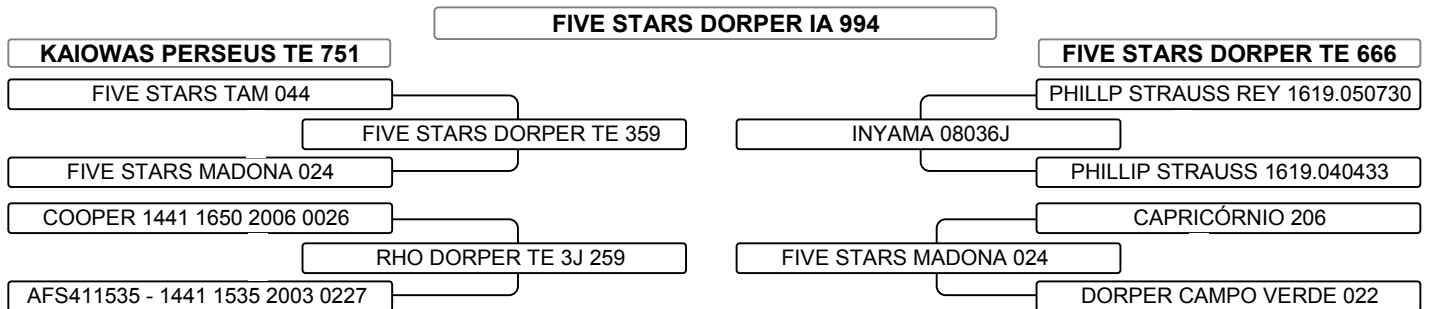 FIVE STARS DORPER IA 994
KAIOWAS PERSEUS TE 751
FIVE STARS DORPER TE 666
FIVE STARS TAM 044
PHILLP STRAUSS REY 1619.050730
FIVE STARS DORPER TE 359
INYAMA 08036J
FIVE STARS MADONA 024
PHILLIP STRAUSS 1619.040433
COOPER 1441 1650 2006 0026
CAPRICÓRNIO 206
RHO DORPER TE 3J 259
FIVE STARS MADONA 024
AFS411535 - 1441 1535 2003 0227
DORPER CAMPO VERDE 022